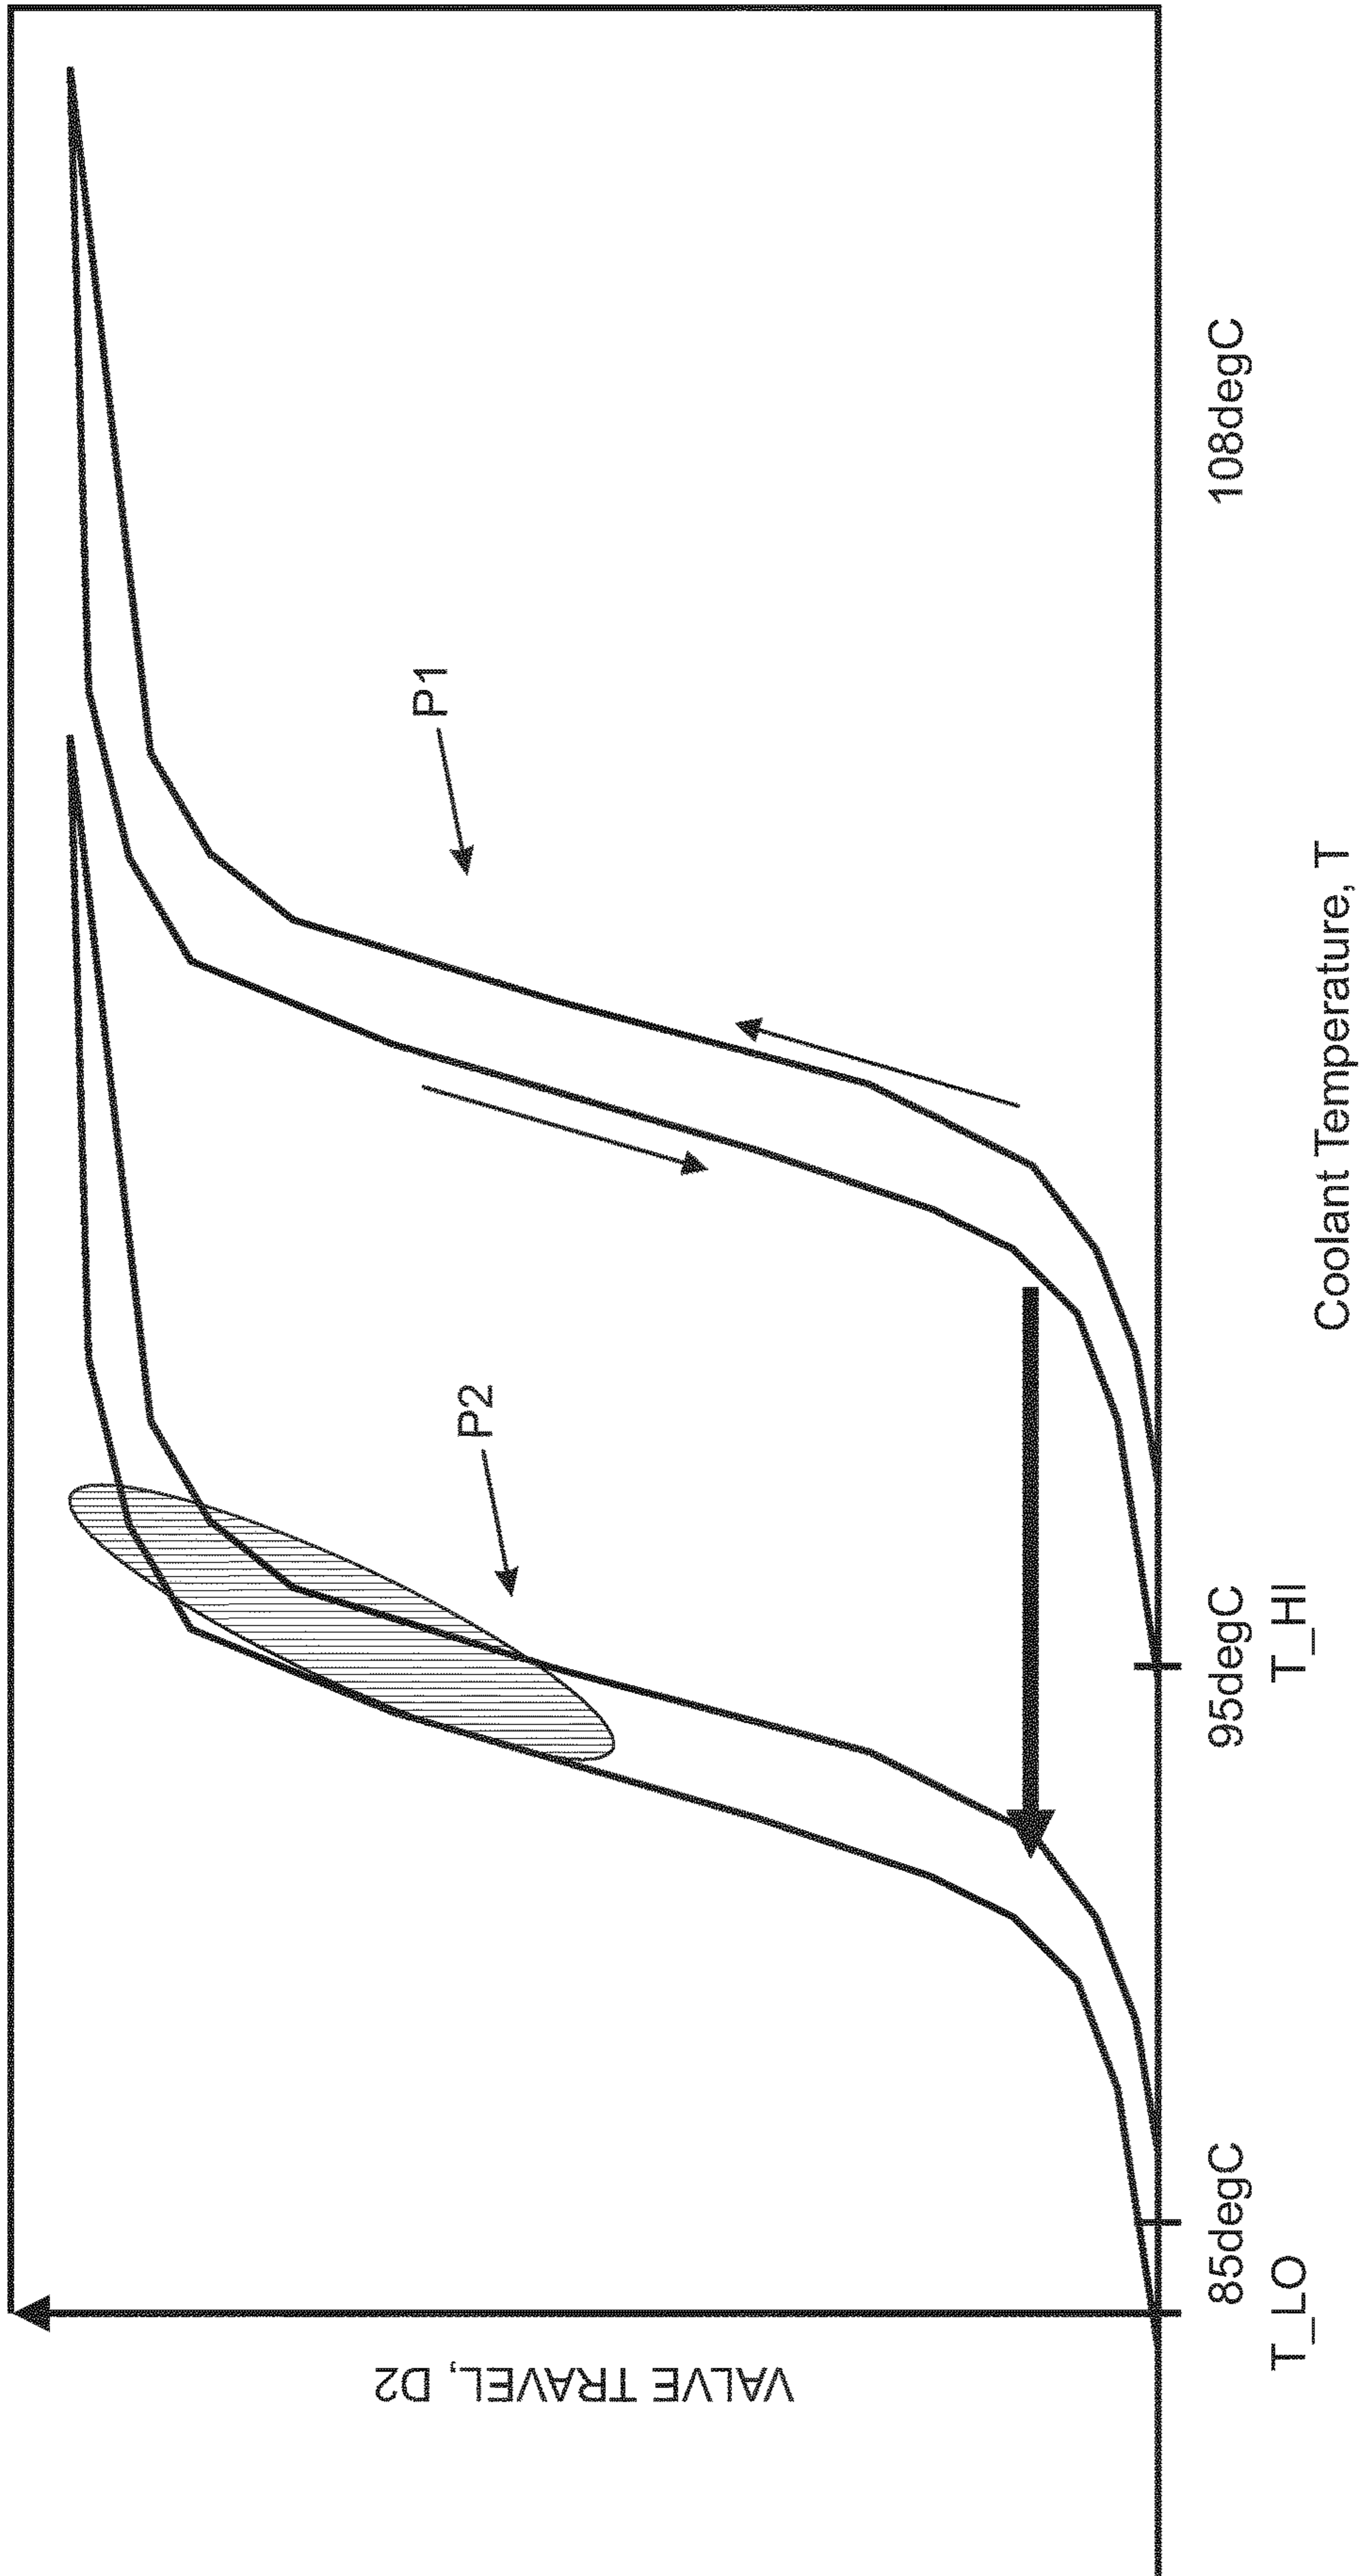 VALVE TRAVEL, D2
P2
P1
85degC
95degC
108degC
T_LO
T_HI
Coolant Temperature, T